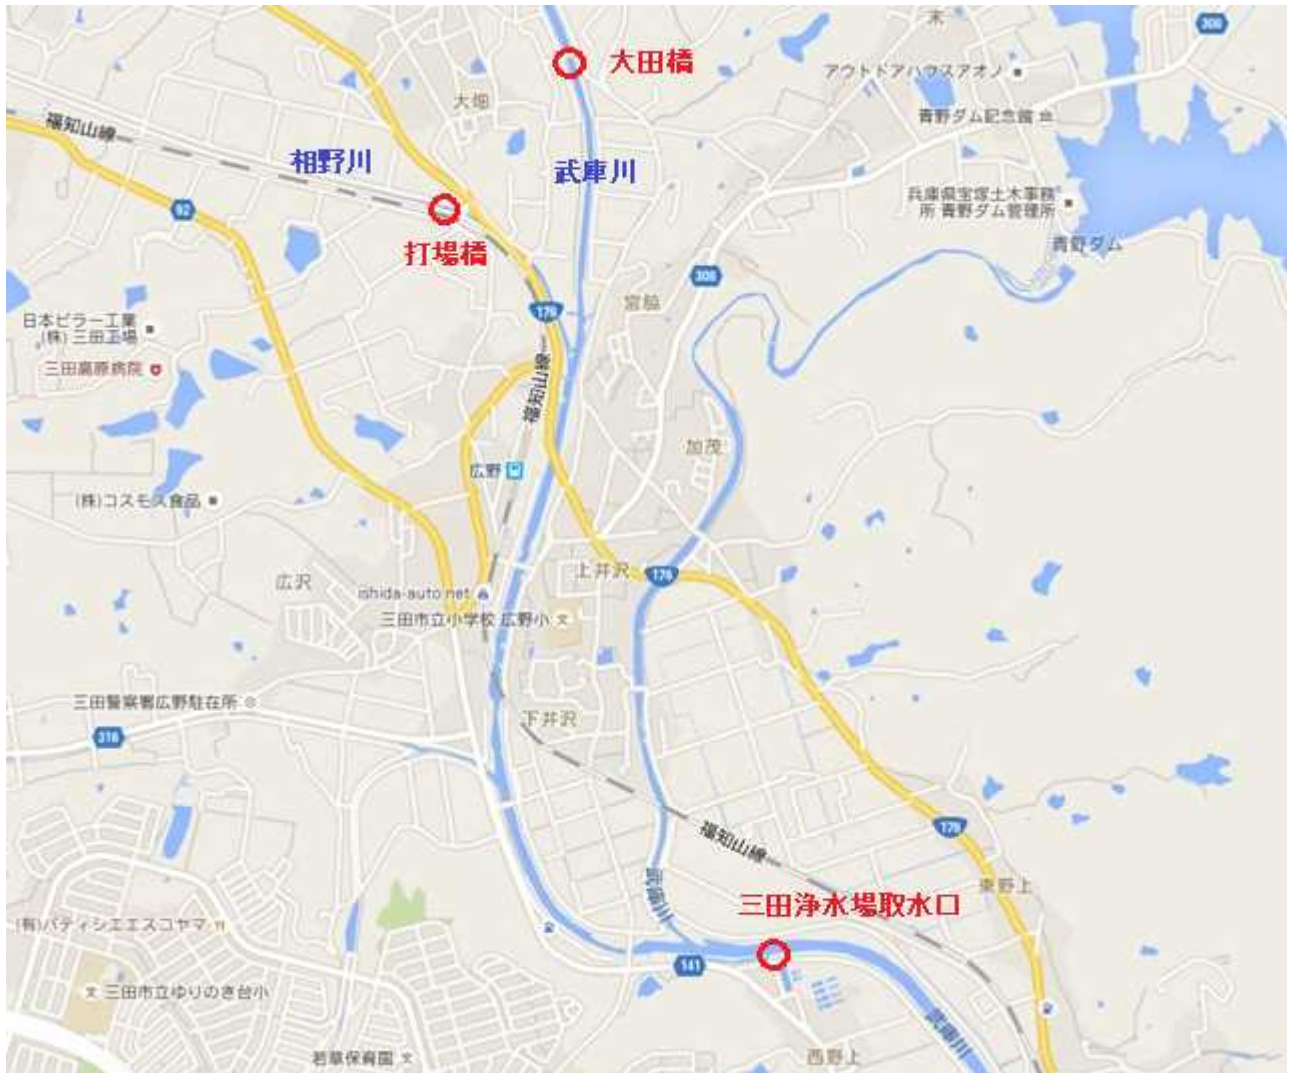 308
末
大田橋
アウトドアハウスアオノ
大畑
青野ダム記念館
福知山線
相野川
武庫川
兵庫県宝塚土木事務
所 青野ダム管理所
92
打場橋
青野ダム
308
宮脇
176
日本ピラー工業
(株) 三田工場
三田高原病院
福知山線
加茂
広野
(株)コスモス食品
上井沢
176
広沢
ishida-auto net
三田市立小学校 広野小
三田警察署広野駐在所
下井沢
316
176
福知山線
武庫川
東野上
三田浄水場取水口
(有)パティシエエスコヤマ
141
三田市立ゆりのき台小
武庫川
若草保育園
西野上